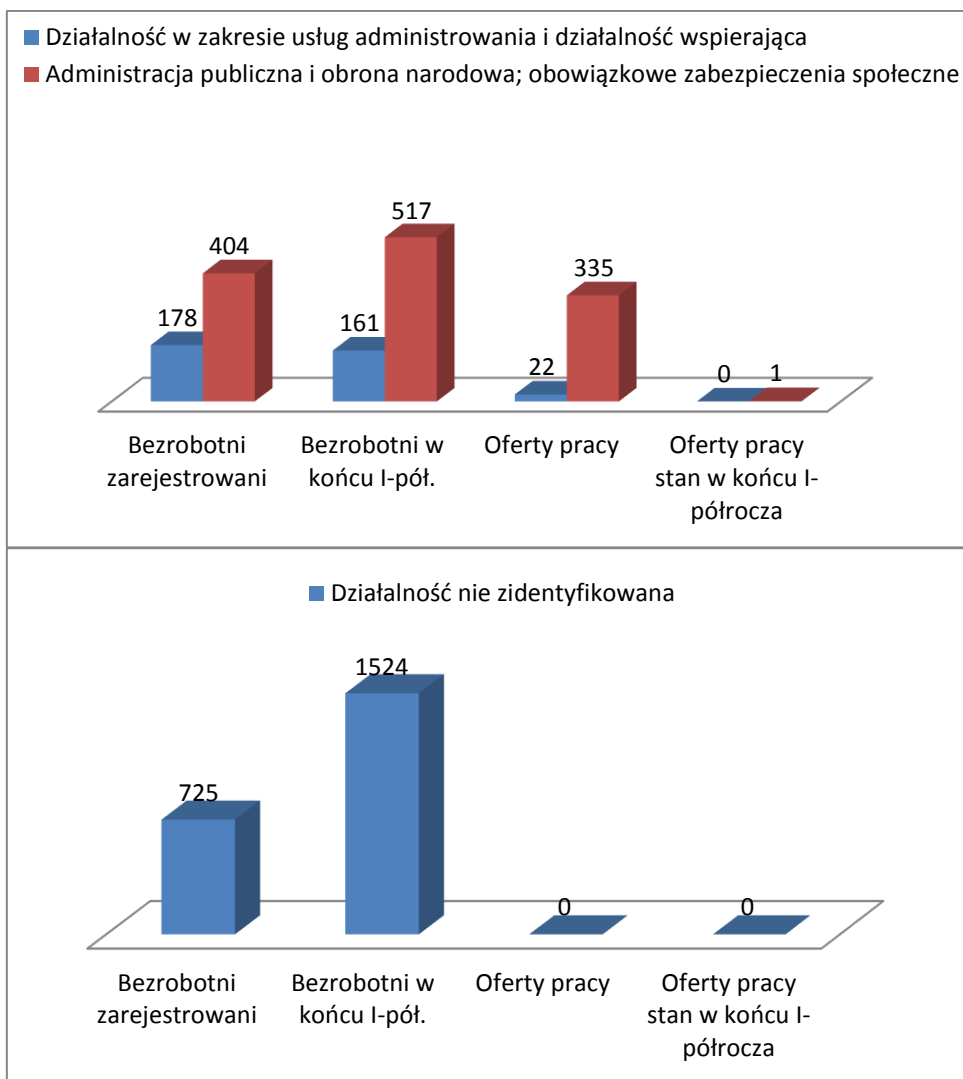 Działalność w zakresie usług administrowania i działalność wspierająca
Administracja publiczna i obrona narodowa; obowiązkowe zabezpieczenia społeczne
178
404
161
517
22
335
0
1
Bezrobotni
zarejestrowani
Bezrobotni w
końcu I-pół.
Oferty pracy
Oferty pracy
stan w końcu I-
półrocza
Działalność nie zidentyfikowana
725
1524
0
0
Bezrobotni
zarejestrowani
Bezrobotni w
końcu I-pół.
Oferty pracy
Oferty pracy
stan w końcu I-
półrocza